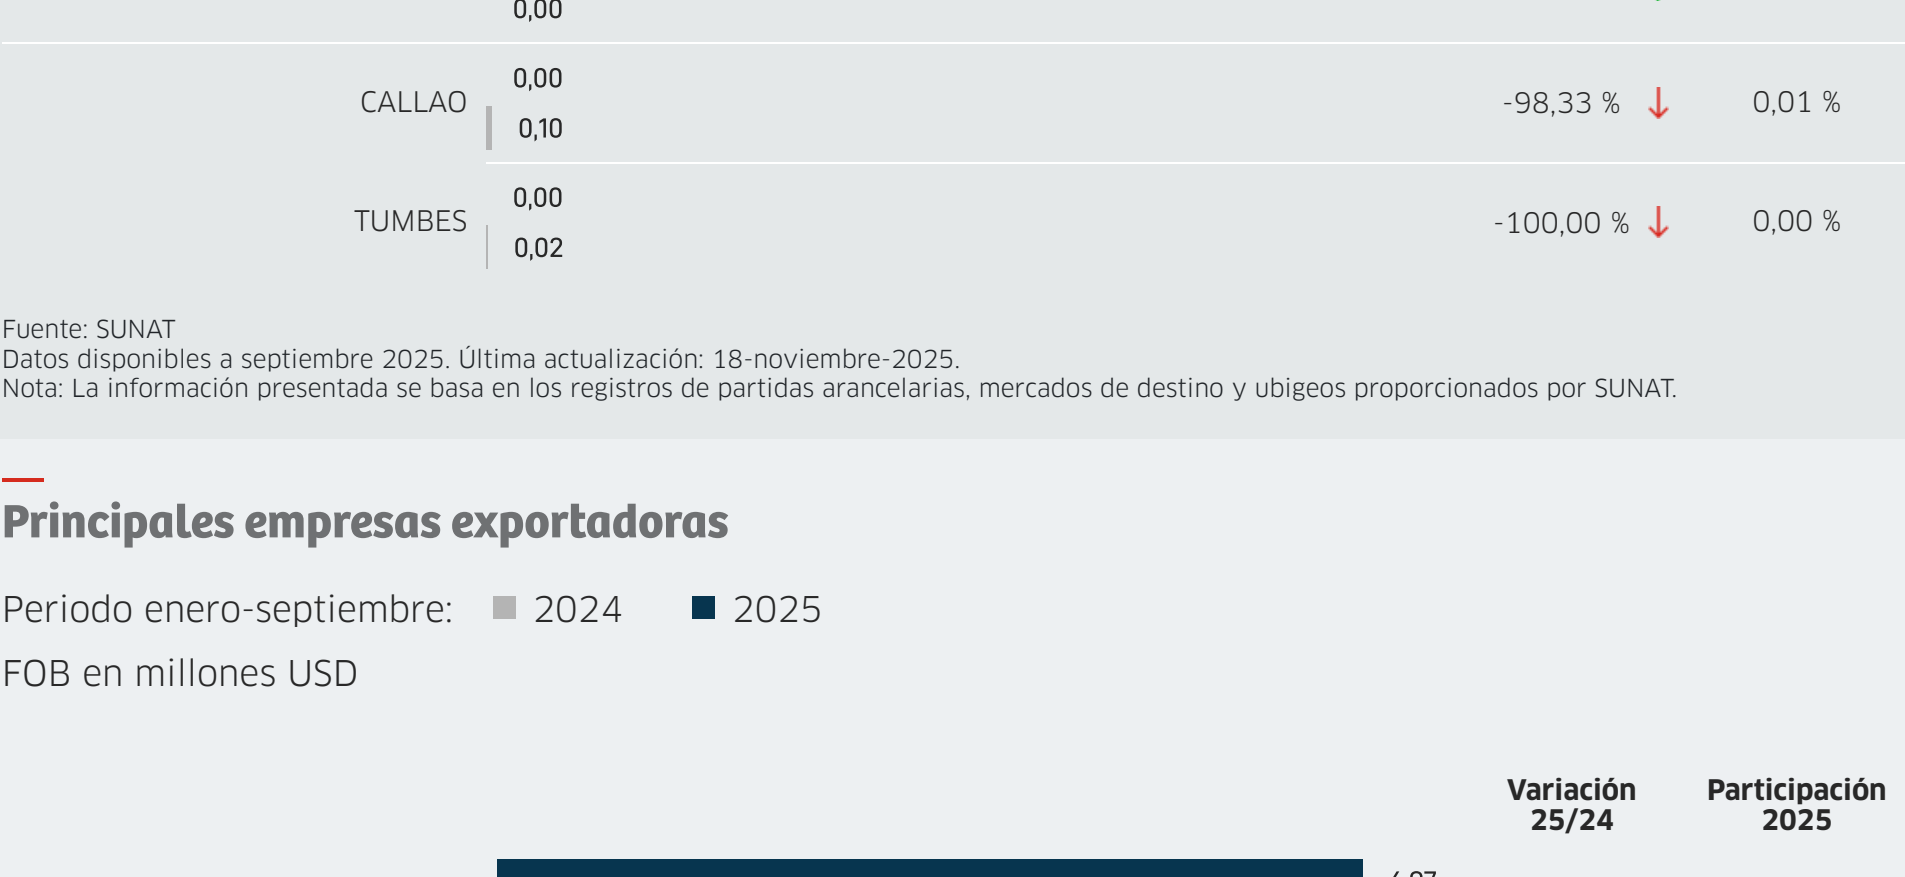 0,00
CALLAO
0,00
0,10
-98,33 %
0,01 %
TUMBES
0,00
0,02
-100,00 %
0,00 %
Fuente: SUNAT
Datos disponibles a septiembre 2025. Última actualización: 18-noviembre-2025.
Nota: La información presentada se basa en los registros de partidas arancelarias, mercados de destino y ubigeos proporcionados por SUNAT.
Principales empresas exportadoras
Periodo enero-septiembre: 2024 2025
FOB en millones USD
Variación
25/24
Participación
2025